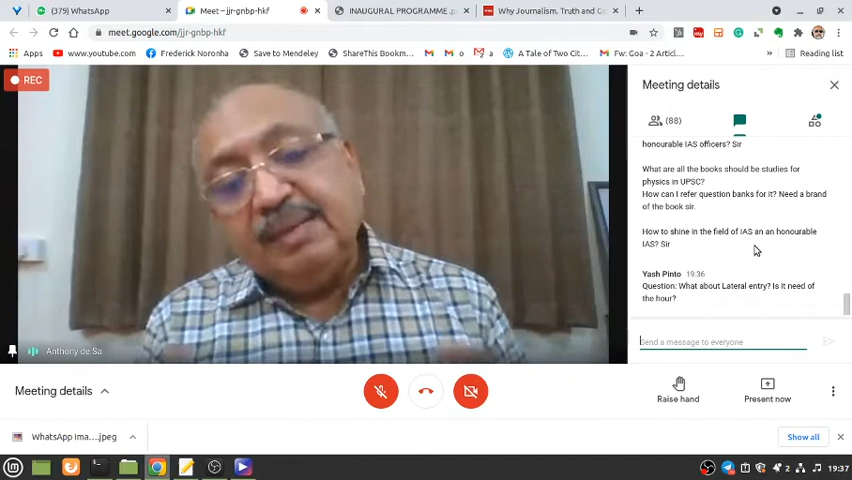 (379) WhatsApp
Meet – jjr-gnbp-hkf
INAUGURAL PROGRAMME.p
Why Journalism, Truth and G
meet.google.com/jjr-gnbp-hkf
Apps
www.youtube.com
Frederick Noronha
Save to Mendeley
ShareThis Bookm...
M
M o
M a
A Tale of Two Cit...
Fw: Goa - 2 Articl...
»
Reading list
REC
Meeting details
(88)
honourable IAS officers? Sir
What are all the books should be studies for
physics in UPSC?
How can I refer question banks for it? Need a brand
of the book sir.
How to shine in the field of IAS an an honourable
IAS? Sir
Yash Pinto 19:36
Question: What about Lateral entry? Is it need of
the hour?
Send a message to everyone
Anthony de Sa
Meeting details
Raise hand
Present now
WhatsApp Ima....jpeg
Show all
2
19:37